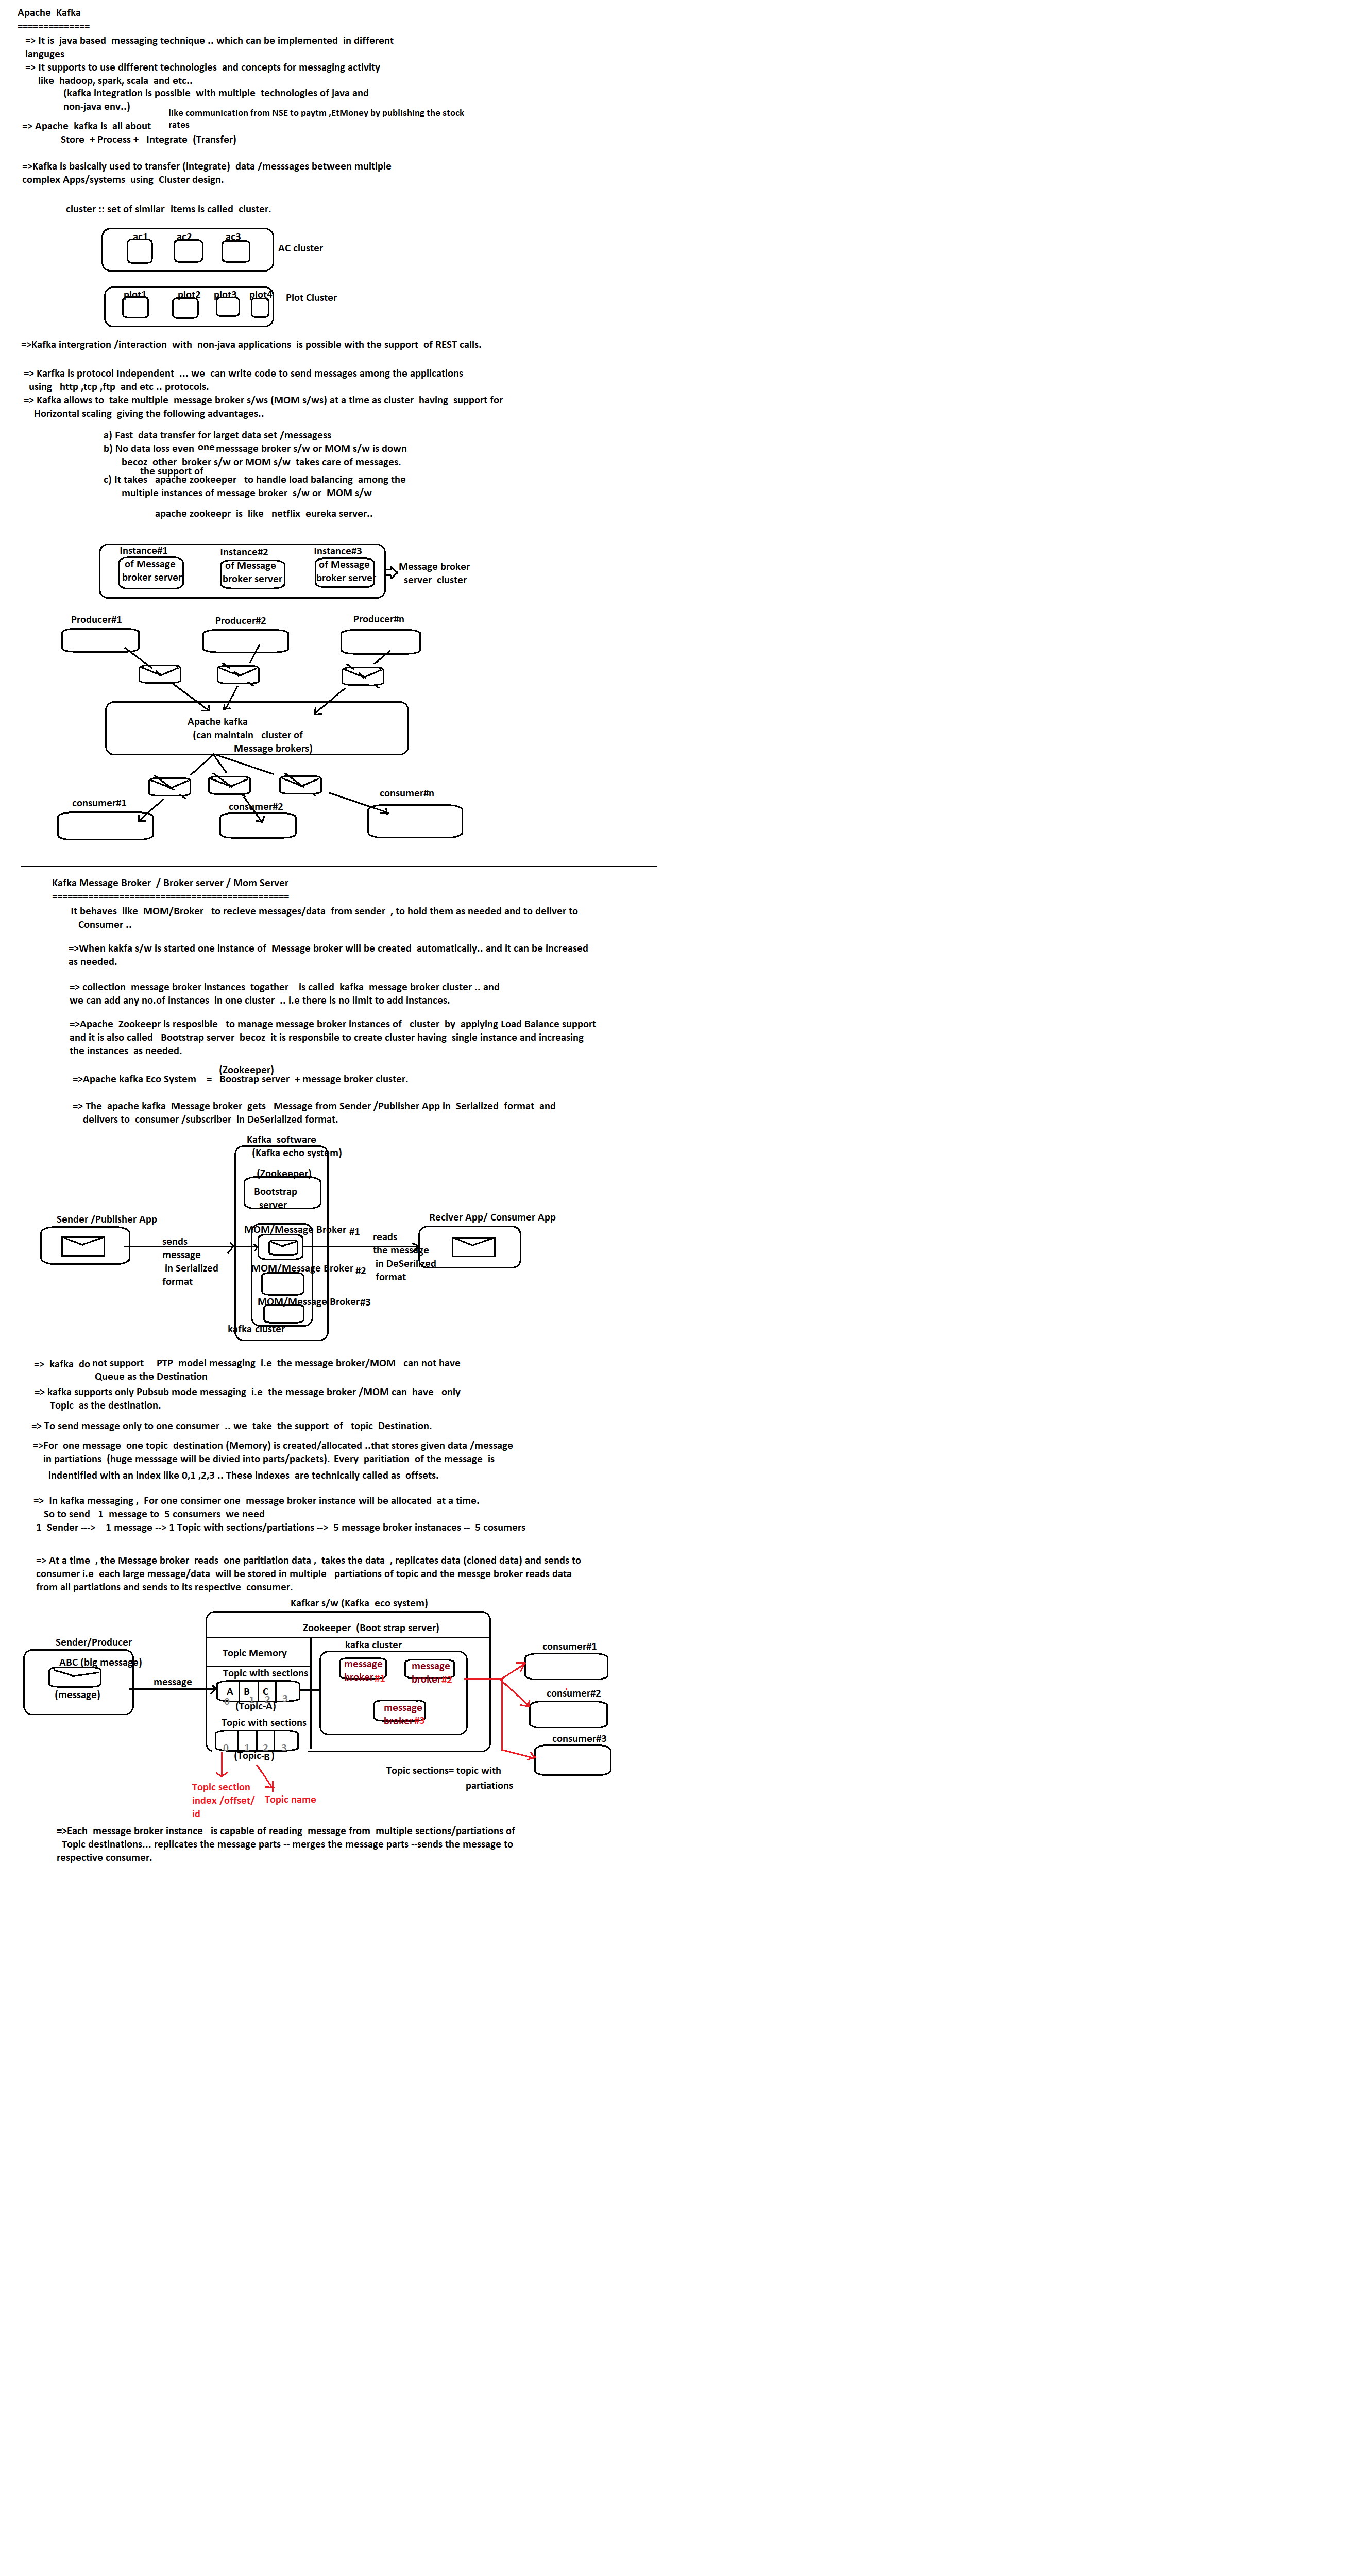 Apache Kafka
==============
=> It is java based messaging technique .. which can be implemented in different
languges
=> It supports to use different technologies and concepts for messaging activity
like hadoop, spark, scala and etc..
(kafka integration is possible with multiple technologies of java and
non-java env..)
like communication from NSE to paytm ,EtMoney by publishing the stock
rates
=> Apache kafka is all about
Store + Process + Integrate (Transfer)
=>Kafka is basically used to transfer (integrate) data /messsages between multiple
complex Apps/systems using Cluster design.
cluster :: set of similar items is called cluster.
ac1 ac2 ac3
AC cluster
plot1 plot2 plot3 plot4
Plot Cluster
=>Kafka intergration /interaction with non-java applications is possible with the support of REST calls.
=> Karfka is protocol Independent ... we can write code to send messages among the applications
using http ,tcp ,ftp and etc .. protocols.
=> Kafka allows to take multiple message broker s/ws (MOM s/ws) at a time as cluster having support for
Horizontal scaling giving the following advantages..
a) Fast data transfer for larget data set /messagess
b) No data loss even one messsage broker s/w or MOM s/w is down
becoz other broker s/w or MOM s/w takes care of messages.
the support of
c) It takes apache zookeeper to handle load balancing among the
multiple instances of message broker s/w or MOM s/w
apache zookeepr is like netflix eureka server..
Instance#1 Instance#2 Instance#3
of Message of Message of Message
broker server broker server broker server
Message broker
server cluster
Producer#1 Producer#2 Producer#n
Apache kafka
(can maintain cluster of
Message brokers)
consumer#1 consumer#2 consumer#n
Kafka Message Broker / Broker server / Mom Server
==============================================
It behaves like MOM/Broker to recieve messages/data from sender , to hold them as needed and to deliver to
Consumer ..
=>When kakfa s/w is started one instance of Message broker will be created automatically.. and it can be increased
as needed.
=> collection message broker instances togather is called kafka message broker cluster .. and
we can add any no.of instances in one cluster .. i.e there is no limit to add instances.
=>Apache Zookeepr is resposible to manage message broker instances of cluster by applying Load Balance support
and it is also called Bootstrap server becoz it is responsbile to create cluster having single instance and increasing
the instances as needed.
(Zookeeper)
=>Apache kafka Eco System = Boostrap server + message broker cluster.
=> The apache kafka Message broker gets Message from Sender /Publisher App in Serialized format and
delivers to consumer /subscriber in DeSerialized format.
Kafka software
(Kafka echo system)
(Zookeeper)
Bootstrap
server
Sender /Publisher App
Reciver App/ Consumer App
MOM/Message Broker #1
sends
message
in Serialized
format
reads
the message
in DeSerilized
format
MOM/Message Broker #2
MOM/Message Broker#3
kafka cluster
=> kafka do not support PTP model messaging i.e the message broker/MOM can not have
Queue as the Destination
=> kafka supports only Pubsub mode messaging i.e the message broker /MOM can have only
Topic as the destination.
=> To send message only to one consumer .. we take the support of topic Destination.
=>For one message one topic destination (Memory) is created/allocated ..that stores given data /message
in partiations (huge messsage will be divied into parts/packets). Every paritiation of the message is
indentified with an index like 0,1 ,2,3 .. These indexes are technically called as offsets.
=> In kafka messaging , For one consimer one message broker instance will be allocated at a time.
So to send 1 message to 5 consumers we need
1 Sender ---> 1 message --> 1 Topic with sections/partiations --> 5 message broker instanaces -- 5 cosumers
=> At a time , the Message broker reads one paritiation data , takes the data , replicates data (cloned data) and sends to
consumer i.e each large message/data will be stored in multiple partiations of topic and the messge broker reads data
from all partiations and sends to its respective consumer.
Kafkar s/w (Kafka eco system)
Zookeeper (Boot strap server)
Sender/Producer
ABC (big message)
(message)
message
Topic Memory
Topic with sections
A B C
0 1 2 3
(Topic-A)
Topic with sections
0 1 2 3
(Topic-B)
kafka cluster
message
broker#1
message
broker#2
message
broker#3
consumer#1
consumer#2
consumer#3
Topic sections= topic with
partiations
Topic section
index /offset/
id
Topic name
=>Each message broker instance is capable of reading message from multiple sections/partiations of
Topic destinations... replicates the message parts -- merges the message parts --sends the message to
respective consumer.